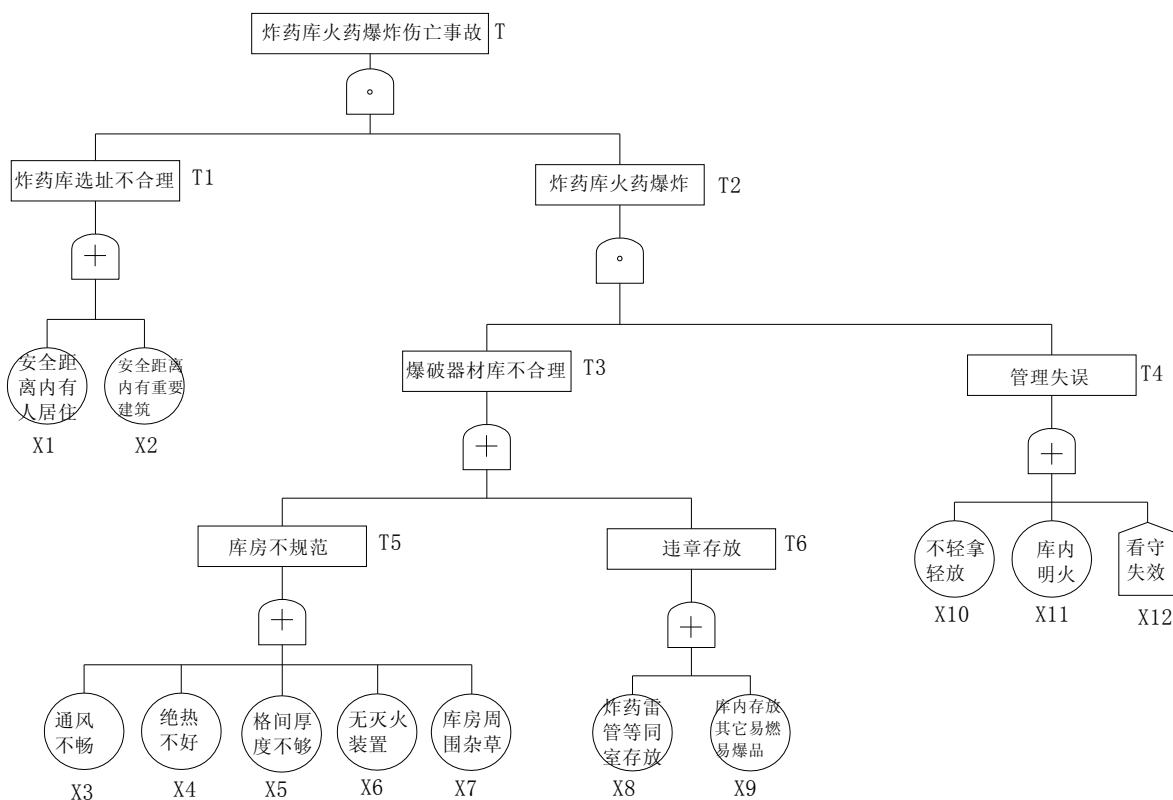 炸药库火药爆炸伤亡事故 T
炸药库选址不合理 T1
炸药库火药爆炸 T2
安全距
离内有
人居住
X1
安全距离
内有重要
建筑
X2
爆破器材库不合理 T3
管理失误 T4
库房不规范 T5
违章存放 T6
不轻拿
轻放
X10
库内
明火
X11
看守
失效
X12
通风
不畅
X3
绝热
不好
X4
格间厚
度不够
X5
无灭火
装置
X6
库房周
围杂草
X7
炸药雷
管等同
室存放
X8
库内存放
其它易燃
易爆品
X9